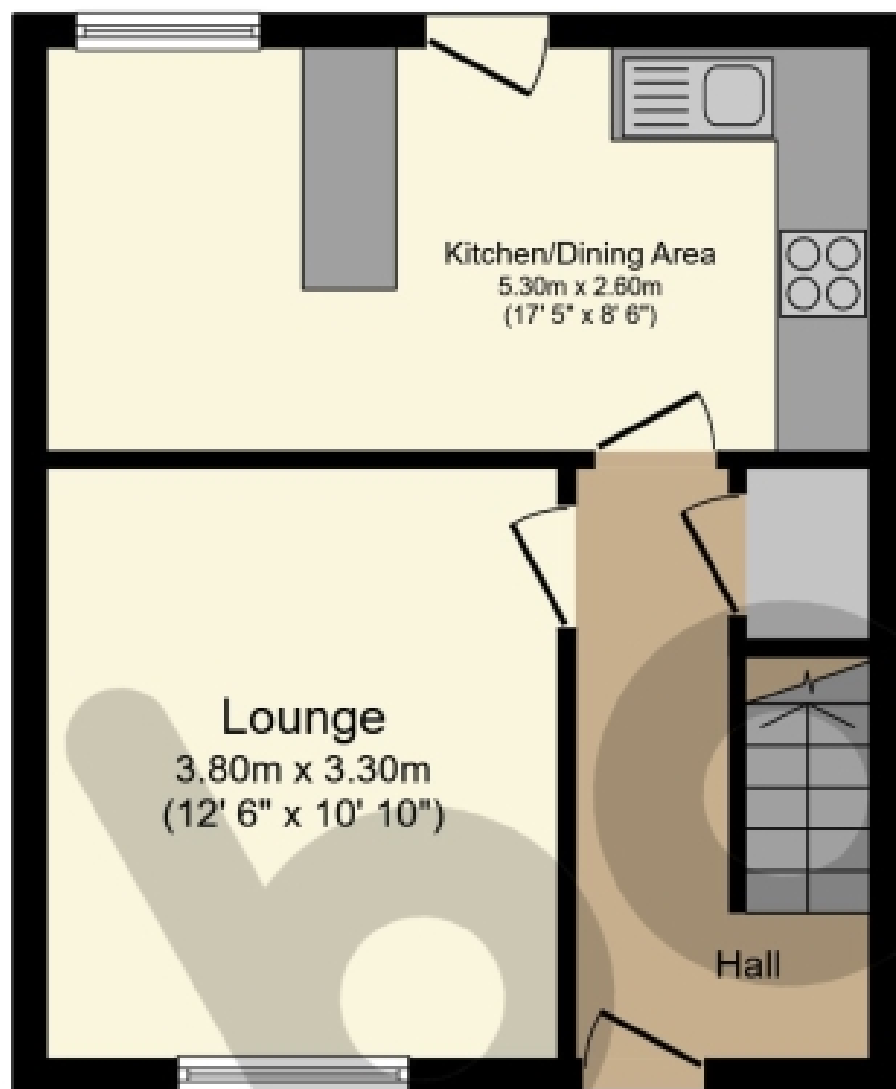 Kitchen/Dining Area
5.30m x 2.60m
(17' 5" x 8' 6")
Lounge
3.80m x 3.30m
(12' 6" x 10' 10")
Hall